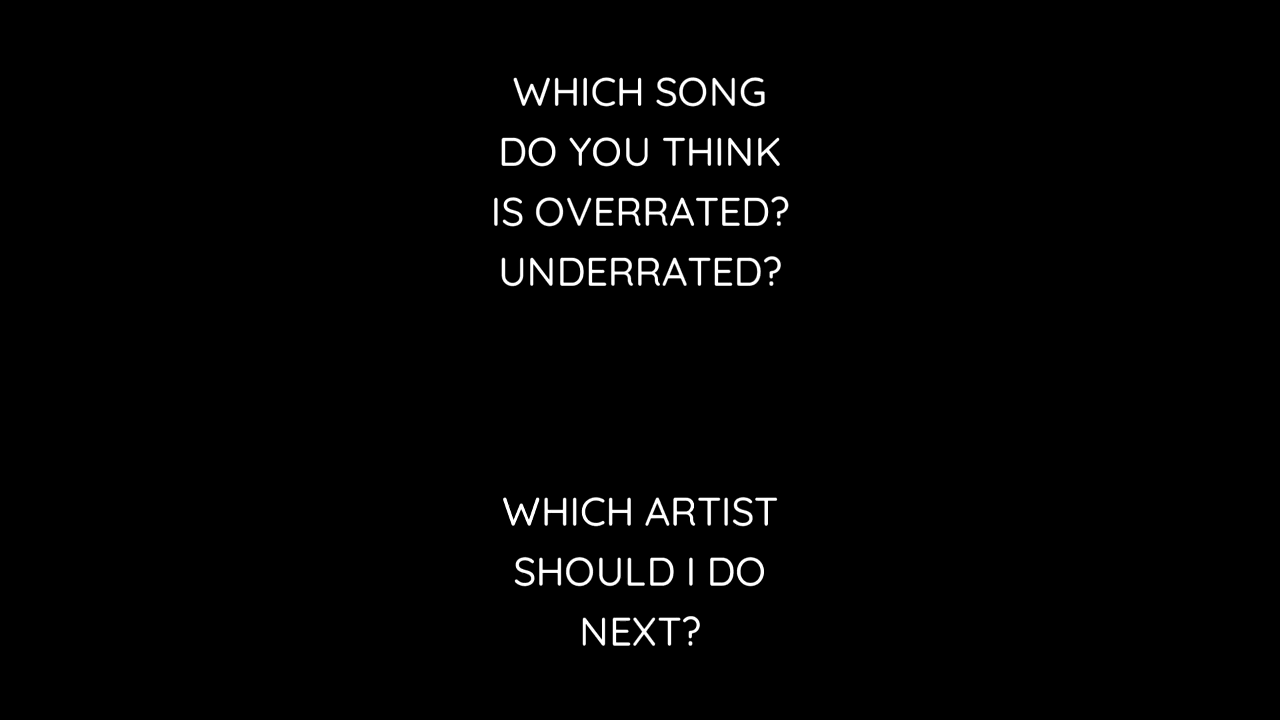 WHICH SONG
DO YOU THINK
IS OVERRATED?
UNDERRATED?
WHICH ARTIST
SHOULD I DO
NEXT?